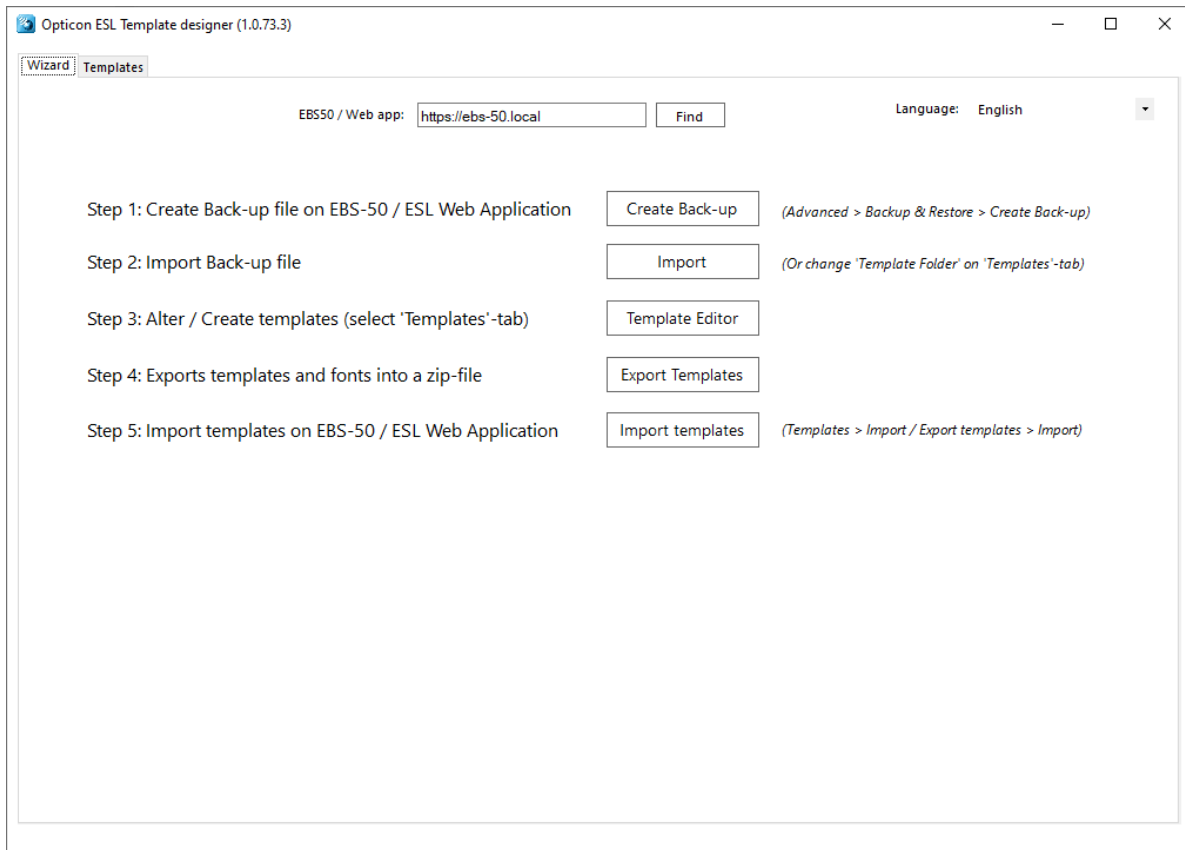 Opticon ESL Template designer (1.0.73.3)
Wizard Templates
EBS50 / Web app: https://ebs-50.local Find Language: English
Step 1: Create Back-up file on EBS-50 / ESL Web Application Create Back-up (Advanced > Backup & Restore > Create Back-up)
Step 2: Import Back-up file Import (Or change 'Template Folder' on 'Templates'-tab)
Step 3: Alter / Create templates (select 'Templates'-tab) Template Editor
Step 4: Exports templates and fonts into a zip-file Export Templates
Step 5: Import templates on EBS-50 / ESL Web Application Import templates (Templates > Import / Export templates > Import)